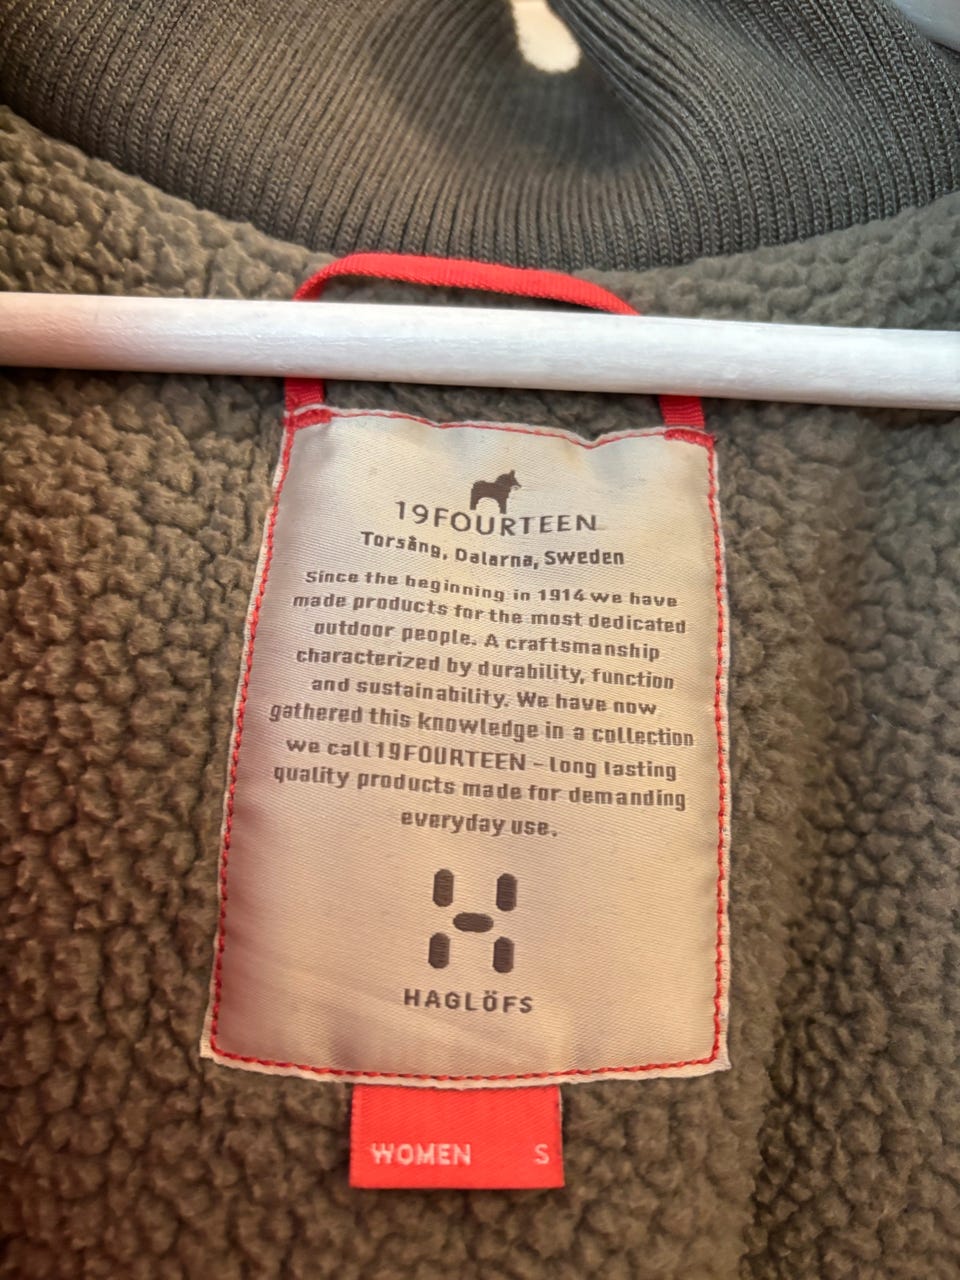 19FOURTEEN
Torsång, Dalarna, Sweden
Since the beginning in 1914 we have
made products for the most dedicated
outdoor people. A craftsmanship
characterized by durability, function
and sustainability. We have now
gathered this knowledge in a collection
we call 19FOURTEEN - long lasting
quality products made for demanding
everyday use.
HAGLÖFS
WOMEN S